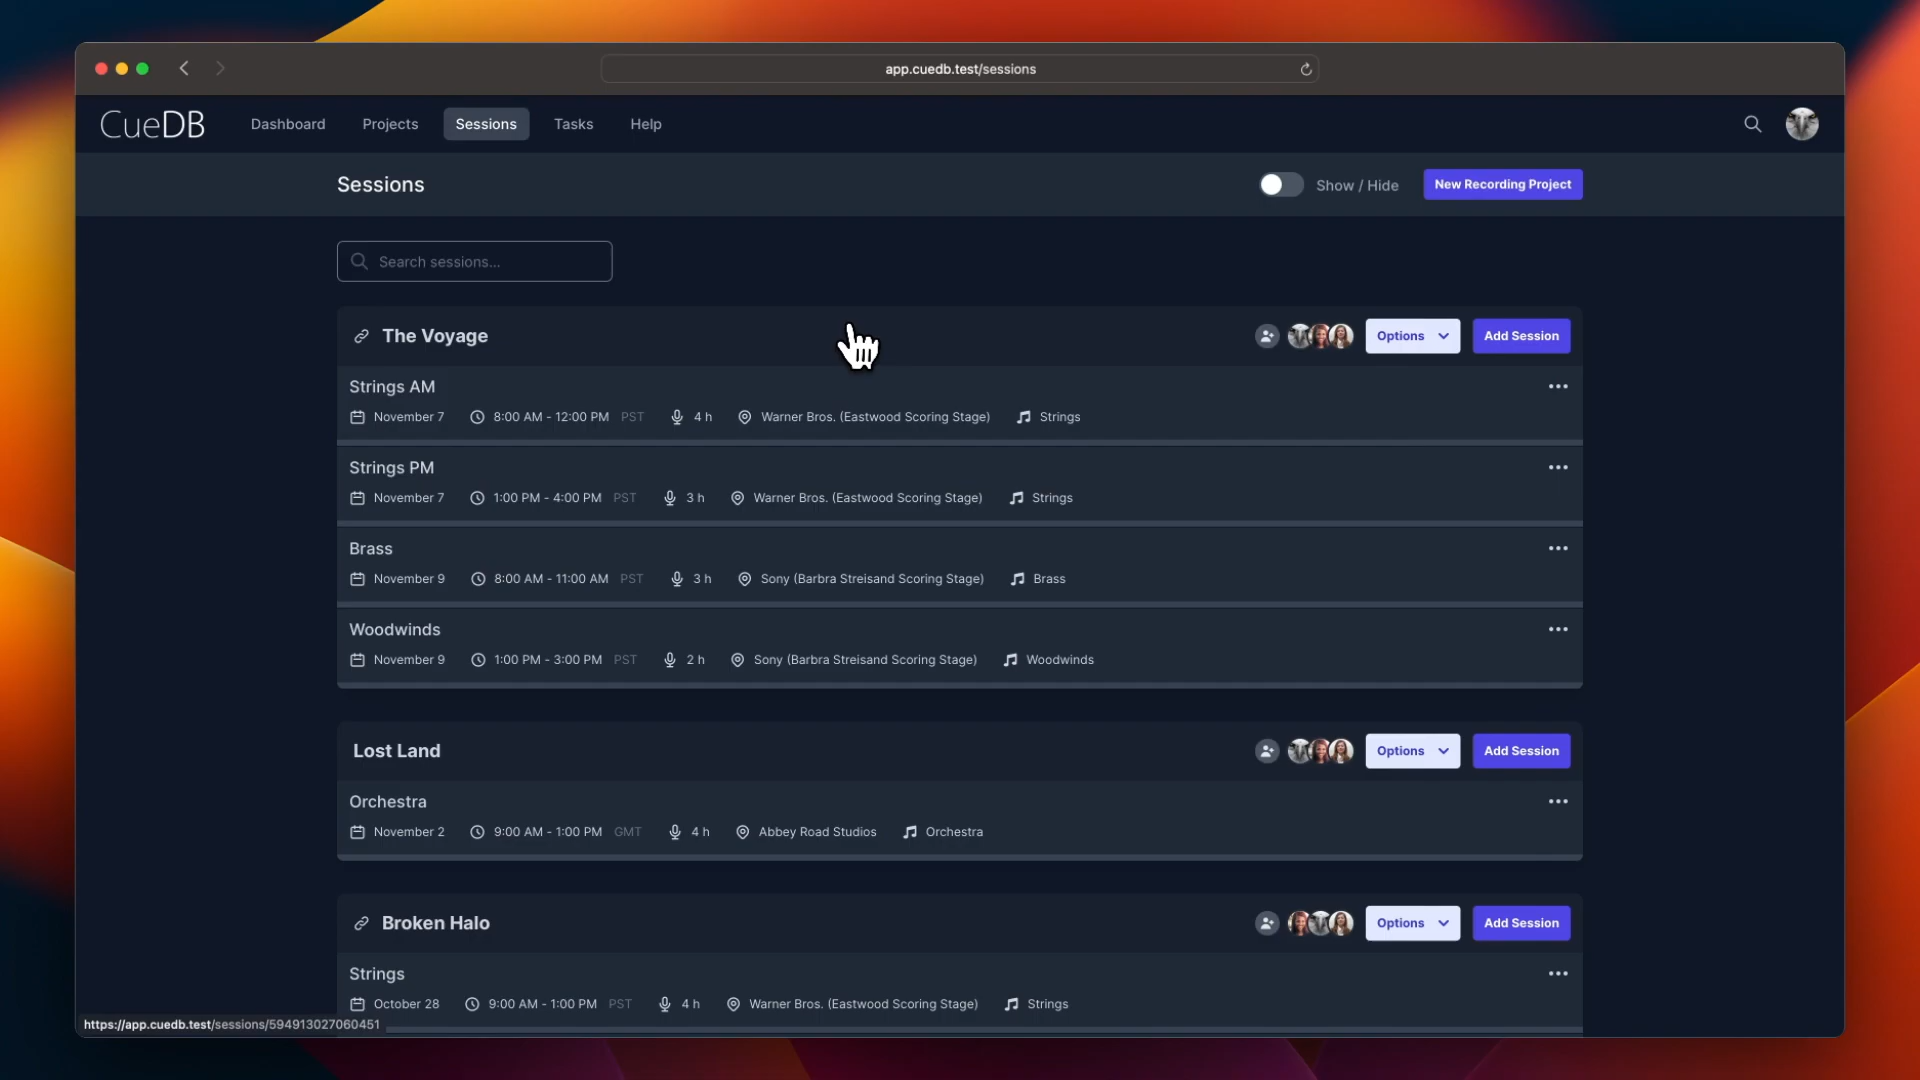 app.cuedb.test/sessions
CueDB Dashboard Projects Sessions Tasks Help
Sessions Show / Hide New Recording Project
Search sessions...
The Voyage Options Add Session
Strings AM
November 7 8:00 AM - 12:00 PM PST 4 h Warner Bros. (Eastwood Scoring Stage) Strings
Strings PM
November 7 1:00 PM - 4:00 PM PST 3 h Warner Bros. (Eastwood Scoring Stage) Strings
Brass
November 9 8:00 AM - 11:00 AM PST 3 h Sony (Barbra Streisand Scoring Stage) Brass
Woodwinds
November 9 1:00 PM - 3:00 PM PST 2 h Sony (Barbra Streisand Scoring Stage) Woodwinds
Lost Land Options Add Session
Orchestra
November 2 9:00 AM - 1:00 PM GMT 4 h Abbey Road Studios Orchestra
Broken Halo Options Add Session
Strings
October 28 9:00 AM - 1:00 PM PST 4 h Warner Bros. (Eastwood Scoring Stage) Strings
https://app.cuedb.test/sessions/594913027060451